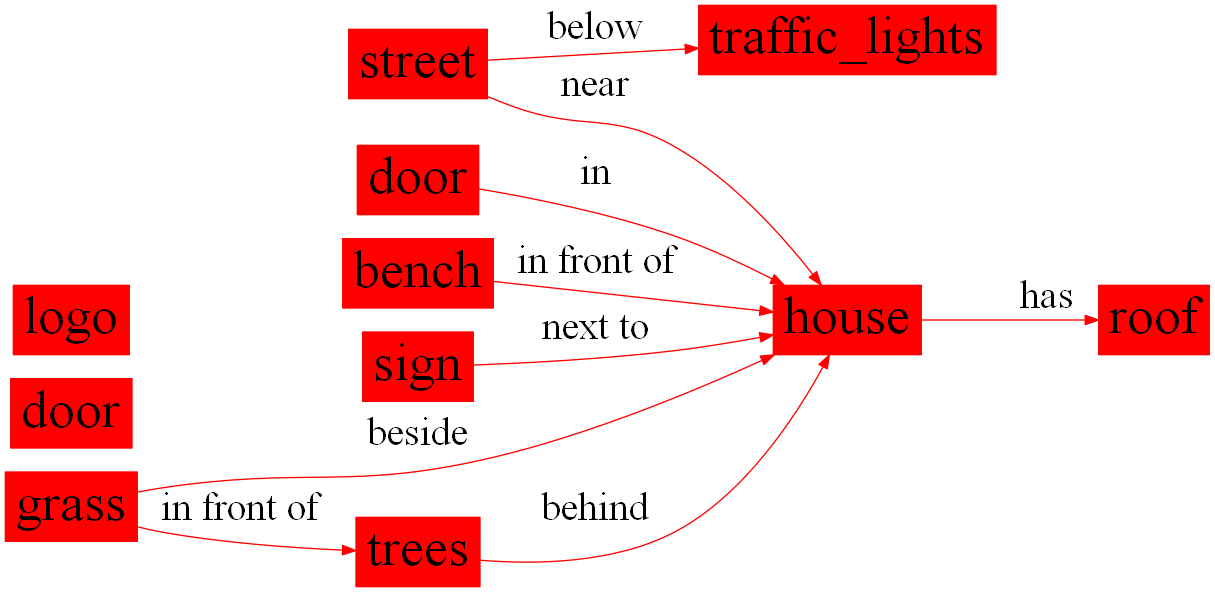 below
traffic_lights
street
near
door
in
bench
in front of
logo
house
has
roof
next to
sign
door
beside
grass
in front of
behind
trees